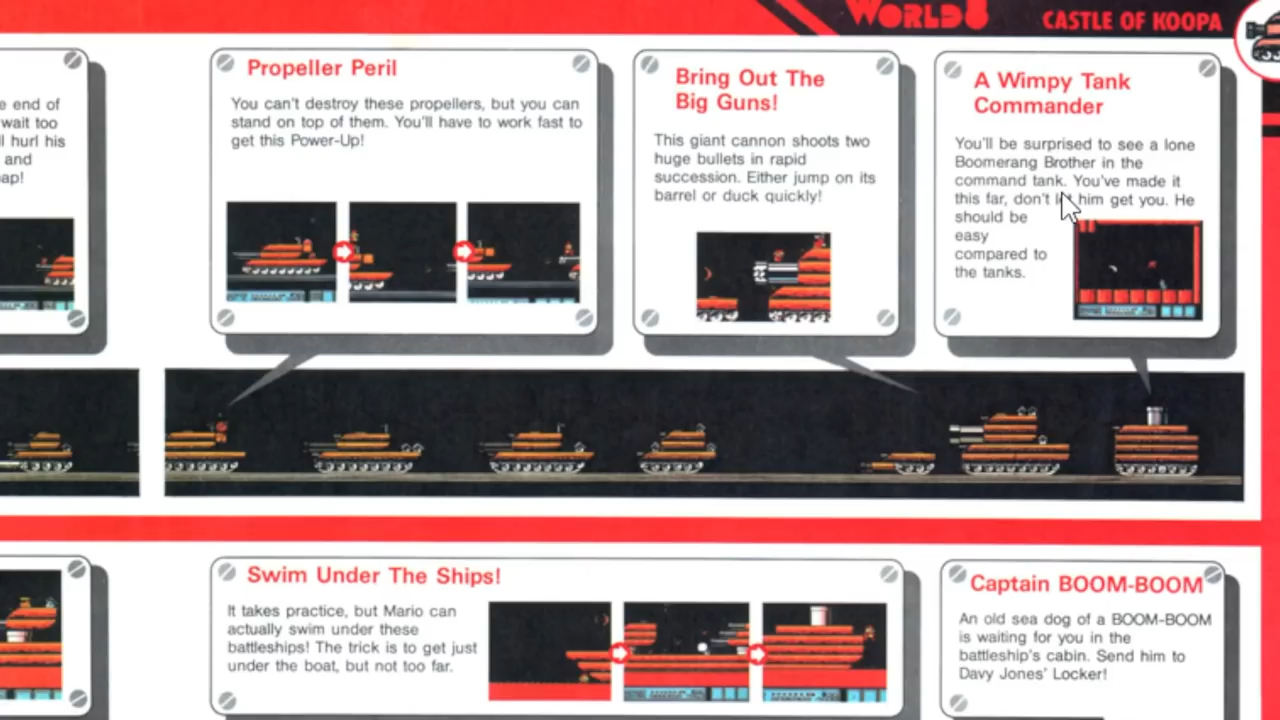 WORLD 8
CASTLE OF KOOPA
e end of
wait too
l hurl his
and
ap!
Propeller Peril
You can't destroy these propellers, but you can
stand on top of them. You'll have to work fast to
get this Power-Up!
Bring Out The
Big Guns!
This giant cannon shoots two
huge bullets in rapid
succession. Either jump on its
barrel or duck quickly!
A Wimpy Tank
Commander
You'll be surprised to see a lone
Boomerang Brother in the
command tank. You've made it
this far, don't let him get you. He
should be
easy
compared to
the tanks.
Swim Under The Ships!
It takes practice, but Mario can
actually swim under these
battleships! The trick is to get just
under the boat, but not too far.
Captain BOOM-BOOM
An old sea dog of a BOOM-BOOM
is waiting for you in the
battleship's cabin. Send him to
Davy Jones' Locker!